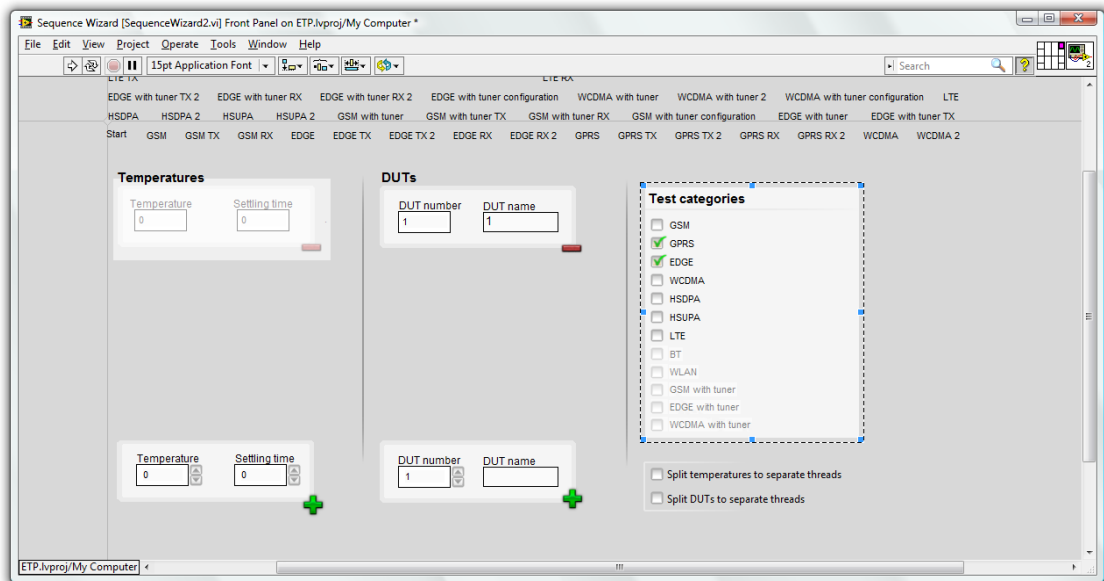 Sequence Wizard [SequenceWizard2.vi] Front Panel on ETP.lvproj/My Computer *
File Edit View Project Operate Tools Window Help
15pt Application Font Search ? 2
LTE TX LTE RX
EDGE with tuner TX 2 EDGE with tuner RX EDGE with tuner RX 2 EDGE with tuner configuration WCDMA with tuner WCDMA with tuner 2 WCDMA with tuner configuration LTE
HSDPA HSDPA 2 HSUPA HSUPA 2 GSM with tuner GSM with tuner TX GSM with tuner RX GSM with tuner configuration EDGE with tuner EDGE with tuner TX
Start GSM GSM TX GSM RX EDGE EDGE TX EDGE TX 2 EDGE RX EDGE RX 2 GPRS GPRS TX GPRS TX 2 GPRS RX GPRS RX 2 WCDMA WCDMA 2
Temperatures
Temperature Settling time
0 0
DUTs
DUT number DUT name
1 1
Test categories
GSM
GPRS
EDGE
WCDMA
HSDPA
HSUPA
LTE
BT
WLAN
GSM with tuner
EDGE with tuner
WCDMA with tuner
Temperature Settling time
0 0
DUT number DUT name
1
Split temperatures to separate threads
Split DUTs to separate threads
ETP.lvproj/My Computer